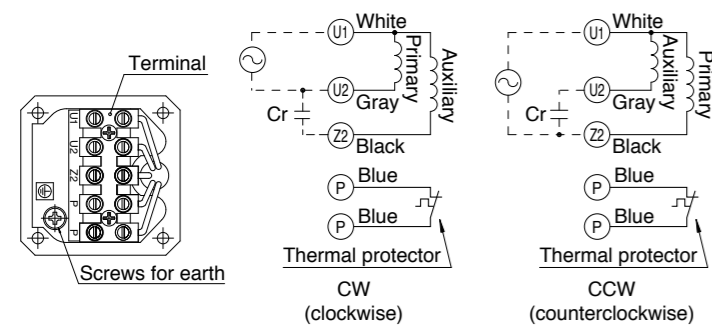 Terminal
U1
U2
Z2
P
P
Screws for earth
U1
White
Primary
Auxiliary
U2
Gray
Cr
Z2
Black
P
Blue
P
Blue
Thermal protector
CW
(clockwise)
U1
White
Auxiliary
Primary
U2
Gray
Cr
Z2
Black
P
Blue
P
Blue
Thermal protector
CCW
(counterclockwise)